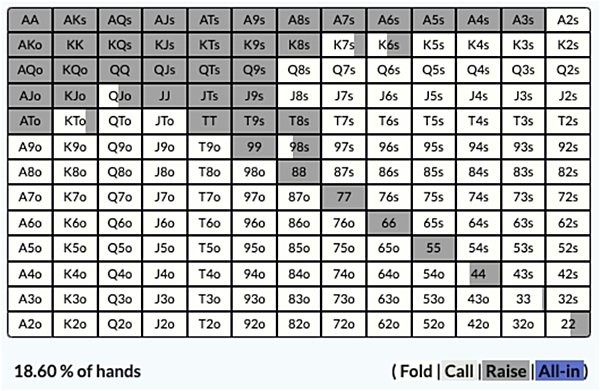 AA AKs AQs AJs ATs A9s A8s A7s A6s A5s A4s A3s A2s
AKo KK KQs KJs KTs K9s K8s K7s K6s K5s K4s K3s K2s
AQo KQo QQ QJs QTs Q9s Q8s Q7s Q6s Q5s Q4s Q3s Q2s
AJo KJo QJo JJ JTs J9s J8s J7s J6s J5s J4s J3s J2s
ATo KTo QTo JTo TT T9s T8s T7s T6s T5s T4s T3s T2s
A9o K9o Q9o J9o T9o 99 98s 97s 96s 95s 94s 93s 92s
A8o K8o Q8o J8o T8o 98o 88 87s 86s 85s 84s 83s 82s
A7o K7o Q7o J7o T7o 97o 87o 77 76s 75s 74s 73s 72s
A6o K6o Q6o J6o T6o 96o 86o 76o 66 65s 64s 63s 62s
A5o K5o Q5o J5o T5o 95o 85o 75o 65o 55 54s 53s 52s
A4o K4o Q4o J4o T4o 94o 84o 74o 64o 54o 44 43s 42s
A3o K3o Q3o J3o T3o 93o 83o 73o 63o 53o 43o 33 32s
A2o K2o Q2o J2o T2o 92o 82o 72o 62o 52o 42o 32o 22
18.60 % of hands ( Fold | Call | Raise | All-in )